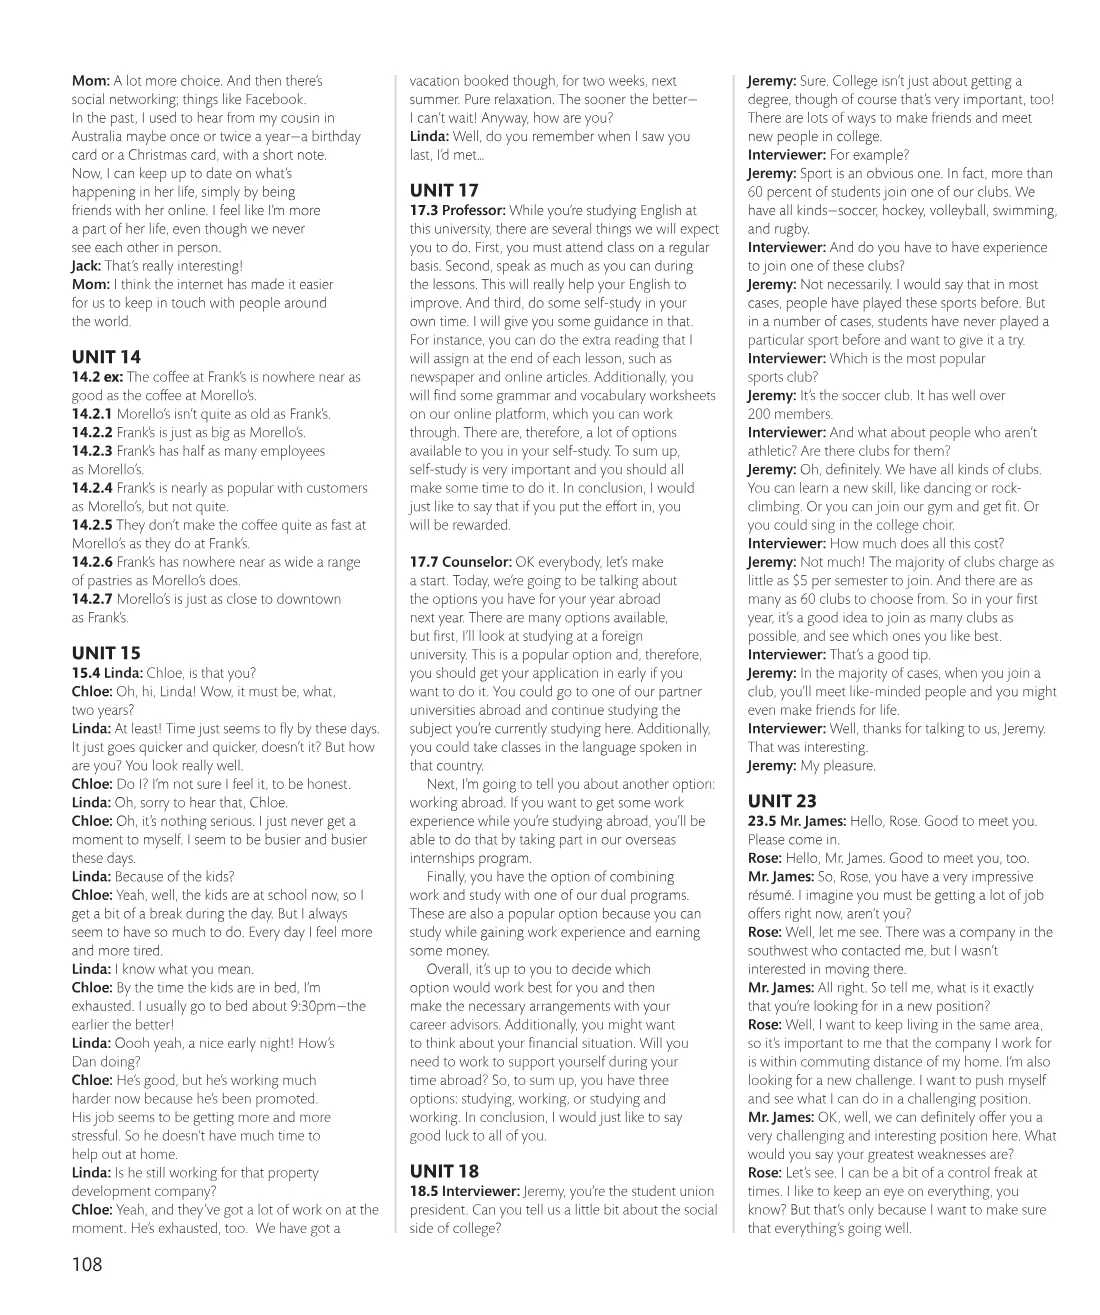 Mom: A lot more choice. And then there's
social networking; things like Facebook.
In the past, I used to hear from my cousin in
Australia maybe once or twice a year—a birthday
card or a Christmas card, with a short note.
Now, I can keep up to date on what's
happening in her life, simply by being
friends with her online. I feel like I'm more
a part of her life, even though we never
see each other in person.
Jack: That's really interesting!
Mom: I think the internet has made it easier
for us to keep in touch with people around
the world.
UNIT 14
14.2 ex: The coffee at Frank's is nowhere near as
good as the coffee at Morello's.
14.2.1 Morello's isn't quite as old as Frank's.
14.2.2 Frank's is just as big as Morello's.
14.2.3 Frank's has half as many employees
as Morello's.
14.2.4 Frank's is nearly as popular with customers
as Morello's, but not quite.
14.2.5 They don't make the coffee quite as fast at
Morello's as they do at Frank's.
14.2.6 Frank's has nowhere near as wide a range
of pastries as Morello's does.
14.2.7 Morello's is just as close to downtown
as Frank's.
UNIT 15
15.4 Linda: Chloe, is that you?
Chloe: Oh, hi, Linda! Wow, it must be, what,
two years?
Linda: At least! Time just seems to fly by these days.
It just goes quicker and quicker, doesn't it? But how
are you? You look really well.
Chloe: Do I? I'm not sure I feel it, to be honest.
Linda: Oh, sorry to hear that, Chloe.
Chloe: Oh, it's nothing serious. I just never get a
moment to myself. I seem to be busier and busier
these days.
Linda: Because of the kids?
Chloe: Yeah, well, the kids are at school now, so I
get a bit of a break during the day. But I always
seem to have so much to do. Every day I feel more
and more tired.
Linda: I know what you mean.
Chloe: By the time the kids are in bed, I'm
exhausted. I usually go to bed about 9:30pm—the
earlier the better!
Linda: Oooh yeah, a nice early night! How's
Dan doing?
Chloe: He's good, but he's working much
harder now because he's been promoted.
His job seems to be getting more and more
stressful. So he doesn't have much time to
help out at home.
Linda: Is he still working for that property
development company?
Chloe: Yeah, and they've got a lot of work on at the
moment. He's exhausted, too. We have got a
vacation booked though, for two weeks, next
summer. Pure relaxation. The sooner the better—
I can't wait! Anyway, how are you?
Linda: Well, do you remember when I saw you
last, I'd met...
UNIT 17
17.3 Professor: While you're studying English at
this university, there are several things we will expect
you to do. First, you must attend class on a regular
basis. Second, speak as much as you can during
the lessons. This will really help your English to
improve. And third, do some self-study in your
own time. I will give you some guidance in that.
For instance, you can do the extra reading that I
will assign at the end of each lesson, such as
newspaper and online articles. Additionally, you
will find some grammar and vocabulary worksheets
on our online platform, which you can work
through. There are, therefore, a lot of options
available to you in your self-study. To sum up,
self-study is very important and you should all
make some time to do it. In conclusion, I would
just like to say that if you put the effort in, you
will be rewarded.
17.7 Counselor: OK everybody, let's make
a start. Today, we're going to be talking about
the options you have for your year abroad
next year. There are many options available,
but first, I'll look at studying at a foreign
university. This is a popular option and, therefore,
you should get your application in early if you
want to do it. You could go to one of our partner
universities abroad and continue studying the
subject you're currently studying here. Additionally,
you could take classes in the language spoken in
that country.
Next, I'm going to tell you about another option:
working abroad. If you want to get some work
experience while you're studying abroad, you'll be
able to do that by taking part in our overseas
internships program.
Finally, you have the option of combining
work and study with one of our dual programs.
These are also a popular option because you can
study while gaining work experience and earning
some money.
Overall, it's up to you to decide which
option would work best for you and then
make the necessary arrangements with your
career advisors. Additionally, you might want
to think about your financial situation. Will you
need to work to support yourself during your
time abroad? So, to sum up, you have three
options: studying, working, or studying and
working. In conclusion, I would just like to say
good luck to all of you.
UNIT 18
18.5 Interviewer: Jeremy, you're the student union
president. Can you tell us a little bit about the social
side of college?
Jeremy: Sure. College isn't just about getting a
degree, though of course that's very important, too!
There are lots of ways to make friends and meet
new people in college.
Interviewer: For example?
Jeremy: Sport is an obvious one. In fact, more than
60 percent of students join one of our clubs. We
have all kinds—soccer, hockey, volleyball, swimming,
and rugby.
Interviewer: And do you have to have experience
to join one of these clubs?
Jeremy: Not necessarily. I would say that in most
cases, people have played these sports before. But
in a number of cases, students have never played a
particular sport before and want to give it a try.
Interviewer: Which is the most popular
sports club?
Jeremy: It's the soccer club. It has well over
200 members.
Interviewer: And what about people who aren't
athletic? Are there clubs for them?
Jeremy: Oh, definitely. We have all kinds of clubs.
You can learn a new skill, like dancing or rock-
climbing. Or you can join our gym and get fit. Or
you could sing in the college choir.
Interviewer: How much does all this cost?
Jeremy: Not much! The majority of clubs charge as
little as $5 per semester to join. And there are as
many as 60 clubs to choose from. So in your first
year, it's a good idea to join as many clubs as
possible, and see which ones you like best.
Interviewer: That's a good tip.
Jeremy: In the majority of cases, when you join a
club, you'll meet like-minded people and you might
even make friends for life.
Interviewer: Well, thanks for talking to us, Jeremy.
That was interesting.
Jeremy: My pleasure.
UNIT 23
23.5 Mr. James: Hello, Rose. Good to meet you.
Please come in.
Rose: Hello, Mr. James. Good to meet you, too.
Mr. James: So, Rose, you have a very impressive
résumé. I imagine you must be getting a lot of job
offers right now, aren't you?
Rose: Well, let me see. There was a company in the
southwest who contacted me, but I wasn't
interested in moving there.
Mr. James: All right. So tell me, what is it exactly
that you're looking for in a new position?
Rose: Well, I want to keep living in the same area,
so it's important to me that the company I work for
is within commuting distance of my home. I'm also
looking for a new challenge. I want to push myself
and see what I can do in a challenging position.
Mr. James: OK, well, we can definitely offer you a
very challenging and interesting position here. What
would you say your greatest weaknesses are?
Rose: Let's see. I can be a bit of a control freak at
times. I like to keep an eye on everything, you
know? But that's only because I want to make sure
that everything's going well.
108